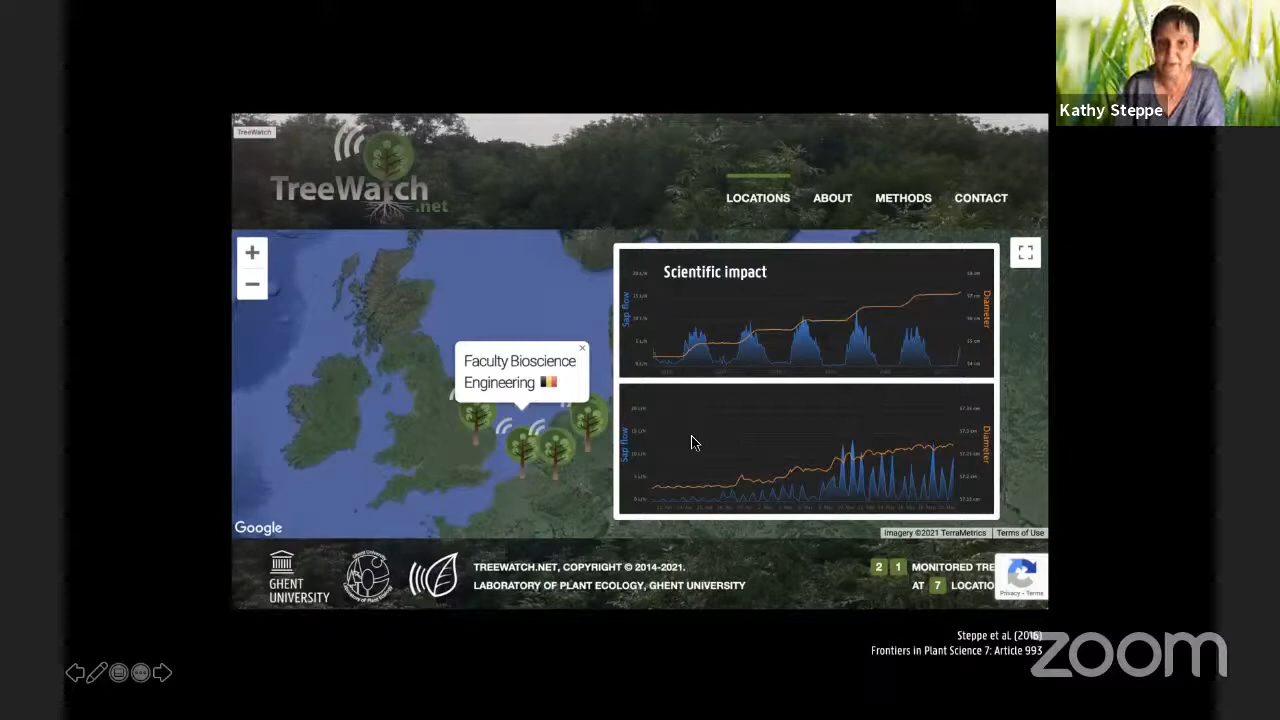 Kathy Steppe
TreeWatch
TreeWatch
.net
LOCATIONS ABOUT METHODS CONTACT
+
−
Scientific impact
Sap flow
Diameter
Faculty Bioscience
Engineering
Sap flow
Diameter
Google
Imagery ©2021 TerraMetrics Terms of Use
GHENT
UNIVERSITY
TREEWATCH.NET, COPYRIGHT © 2014-2021.
LABORATORY OF PLANT ECOLOGY, GHENT UNIVERSITY
2 1 MONITORED TRE
AT 7 LOCATIO
Privacy - Terms
Steppe et al. (2016)
Frontiers in Plant Science 7: Article 993
zoom